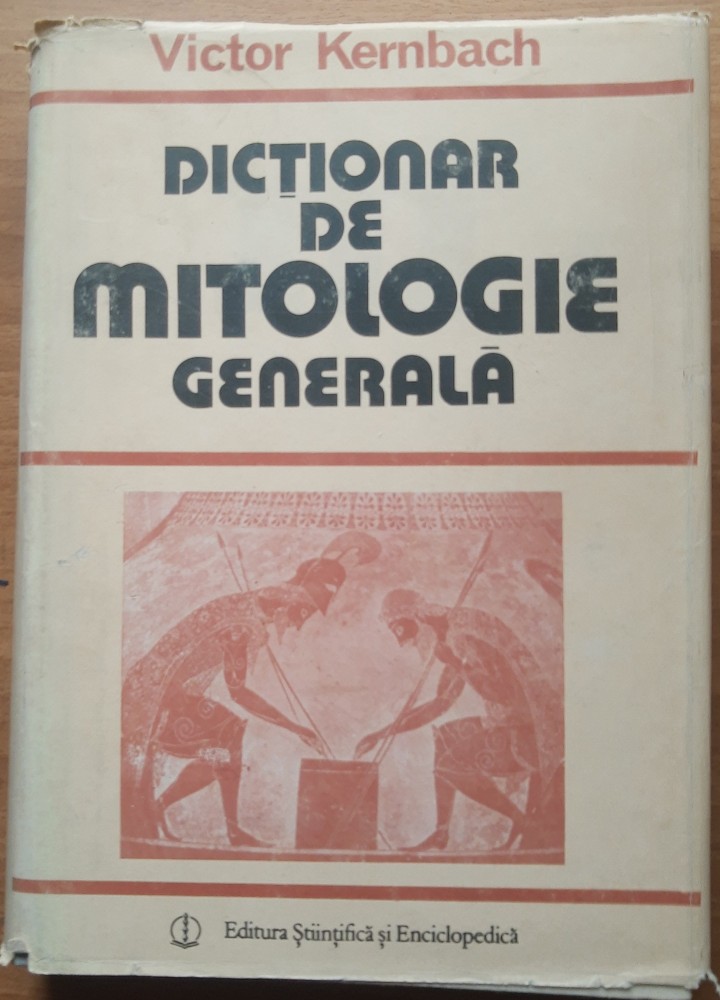 Victor Kernbach
DICȚIONAR
DE
MITOLOGIE
GENERALĂ
Editura Științifică și Enciclopedică